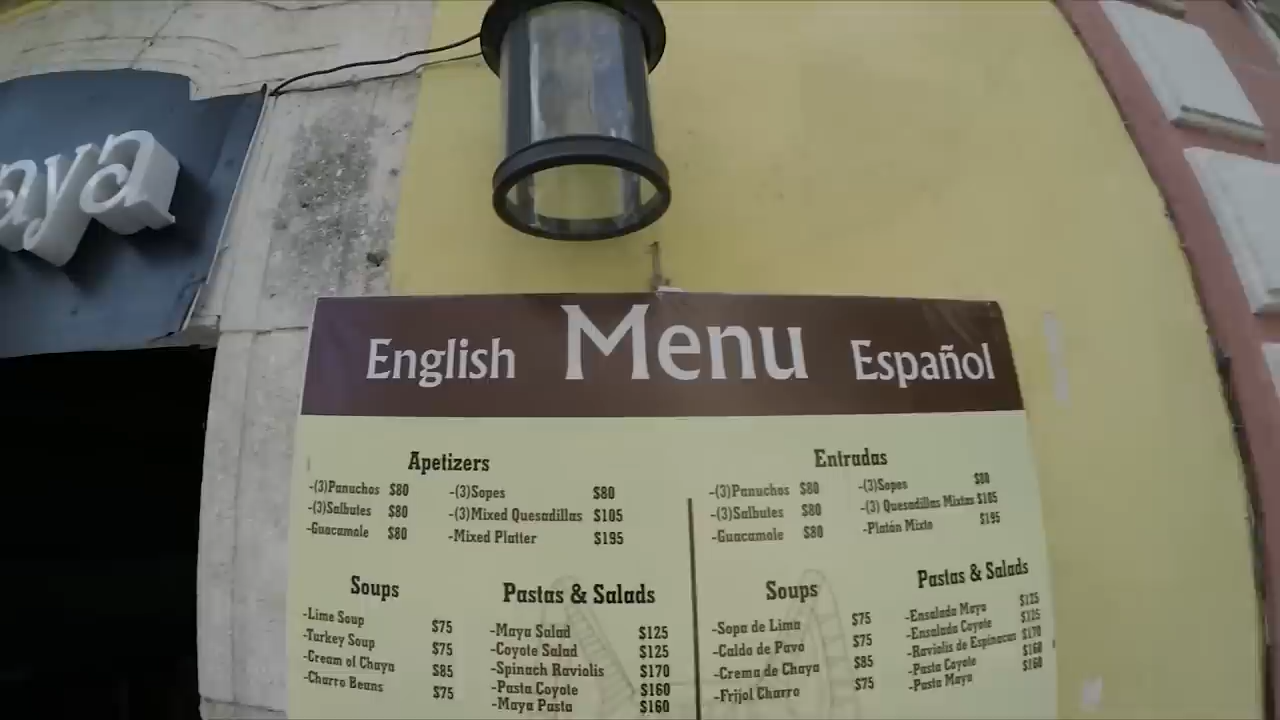 aya
English Menu Español
Apetizers
-(3)Panuchos $80
-(3)Salbutes $80
-Guacamole $80
-(3)Sopes $80
-(3)Mixed Quesadillas $105
-Mixed Platter $195
Soups
-Lime Soup $75
-Turkey Soup $75
-Cream of Chaya $85
-Charro Beans $75
Pastas & Salads
-Maya Salad $125
-Coyote Salad $125
-Spinach Raviolis $170
-Pasta Coyote $160
-Maya Pasta $160
Entradas
-(3)Panuchos $80
-(3)Salbutes $80
-Guacamole $80
-(3)Sopes $80
-(3) Quesadillas Mixtas $105
-Platón Mixto $195
Soups
-Sopa de Lima $75
-Caldo de Pavo $75
-Crema de Chaya $85
-Frijol Charro $75
Pastas & Salads
-Ensalada Maya $125
-Ensalada Coyote $125
-Raviolis de Espinacas $170
-Pasta Coyote $160
-Pasta Maya $160